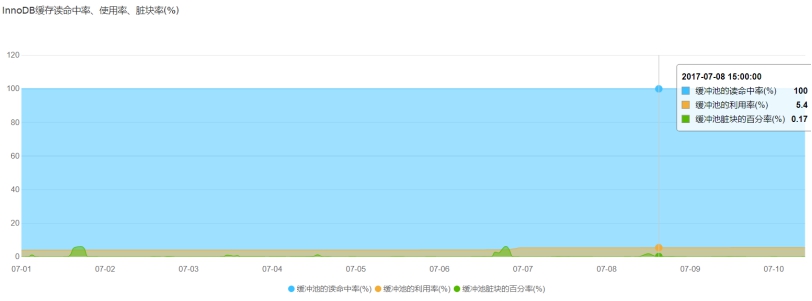 InnoDB缓存读命中率、使用率、脏块率(%)
120
100
80
60
40
20
0
2017-07-08 15:00:00
缓冲池的读命中率(%) 100
缓冲池的利用率(%) 5.4
缓冲池脏块的百分率(%) 0.17
07-01 07-02 07-03 07-04 07-05 07-06 07-07 07-08 07-09 07-10
缓冲池的读命中率(%) 缓冲池的利用率(%) 缓冲池脏块的百分率(%)